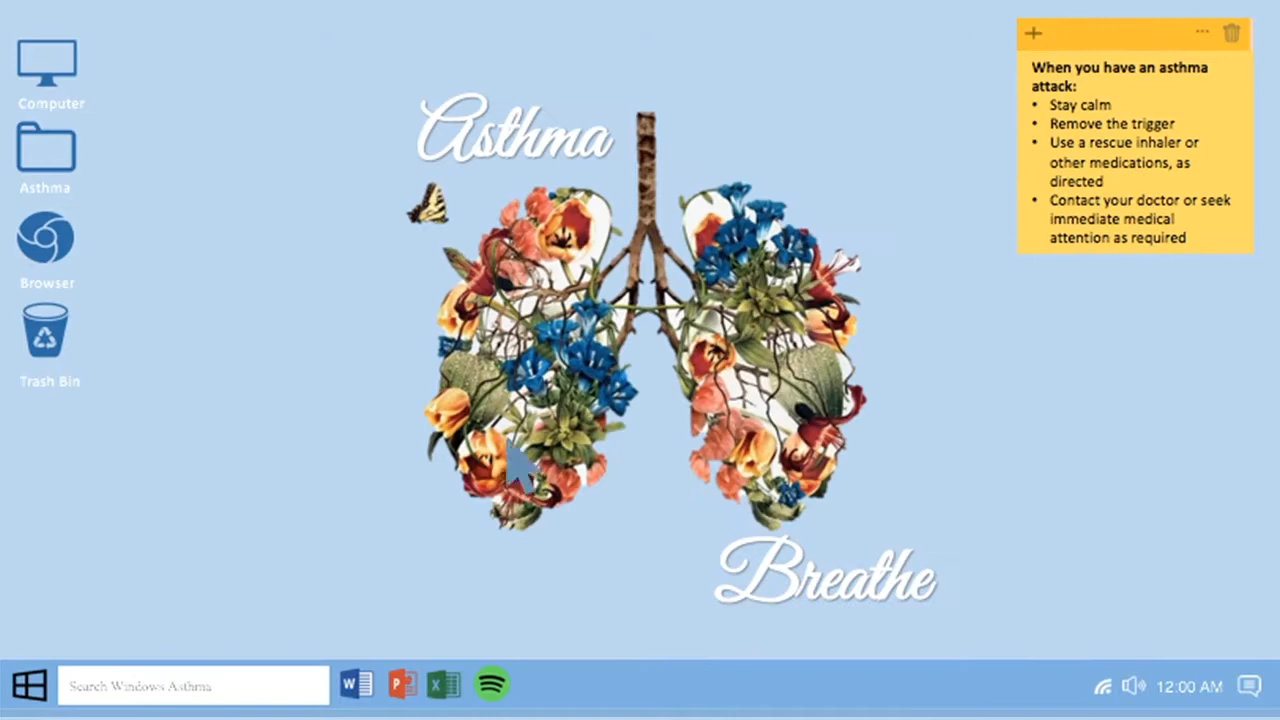 Computer
Asthma
Browser
Trash Bin
Asthma
Breathe
When you have an asthma
attack:
• Stay calm
• Remove the trigger
• Use a rescue inhaler or
other medications, as
directed
• Contact your doctor or seek
immediate medical
attention as required
Search Windows Asthma
W
P
X
12:00 AM